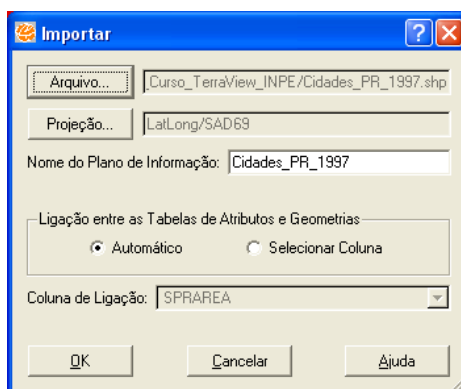 Importar
Arquivo... _Curso_TerraView_INPE/Cidades_PR_1997.shp
Projeção... LatLong/SAD69
Nome do Plano de Informação: Cidades_PR_1997
Ligação entre as Tabelas de Atributos e Geometrias
Automático Selecionar Coluna
Coluna de Ligação: SPRAREA
OK Cancelar Ajuda